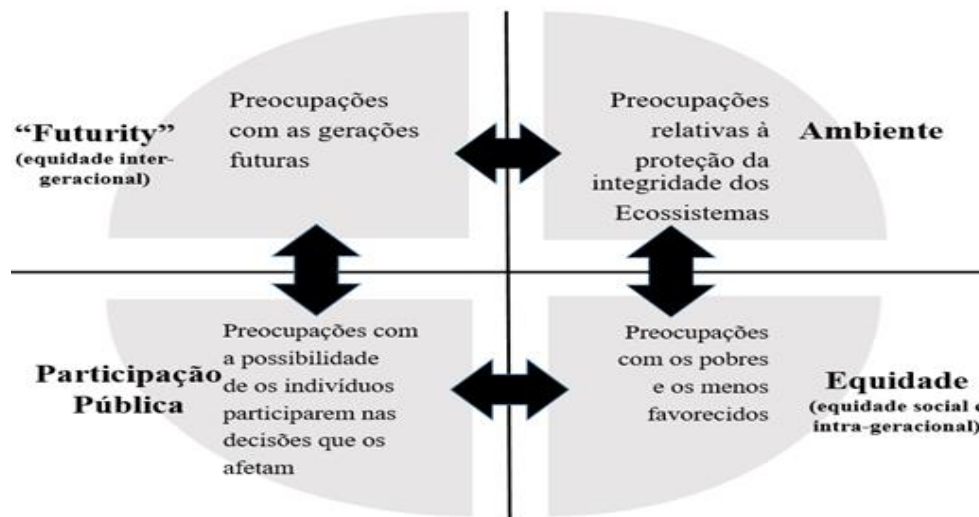 “Futurity”
(equidade inter-
geracional)
Preocupações
com as gerações
futuras
Preocupações
relativas à
proteção da
integridade dos
Ecossistemas
Ambiente
Participação
Pública
Preocupações com
a possibilidade
de os indivíduos
participarem nas
decisões que os
afetam
Preocupações
com os pobres
e os menos
favorecidos
Equidade
(equidade social e
intra-geracional)